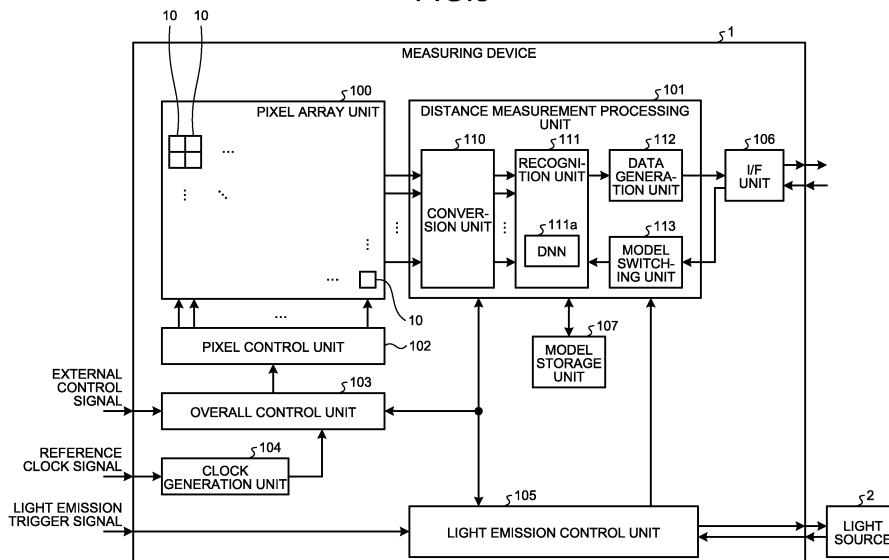 10
10
1
MEASURING DEVICE
100
PIXEL ARRAY UNIT
101
DISTANCE MEASUREMENT PROCESSING
UNIT
110
CONVER-
SION UNIT
111
RECOGNI-
TION UNIT
111a
DNN
112
DATA
GENERA-
TION UNIT
113
MODEL
SWITCH-
ING UNIT
106
I/F
UNIT
...
...
...
...
...
...
...
...
10
PIXEL CONTROL UNIT
102
107
MODEL
STORAGE
UNIT
EXTERNAL
CONTROL
SIGNAL
103
OVERALL CONTROL UNIT
REFERENCE
CLOCK SIGNAL
104
CLOCK
GENERATION UNIT
LIGHT EMISSION
TRIGGER SIGNAL
105
LIGHT EMISSION CONTROL UNIT
2
LIGHT
SOURCE